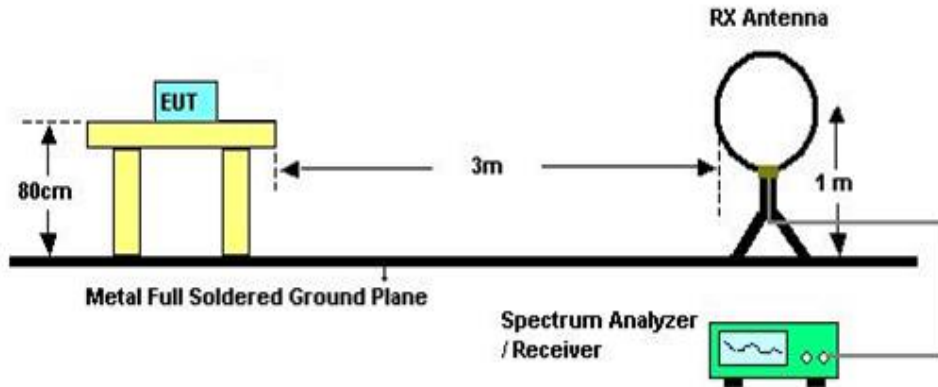 RX Antenna
EUT
80cm
3m
1 m
Metal Full Soldered Ground Plane
Spectrum Analyzer
/ Receiver